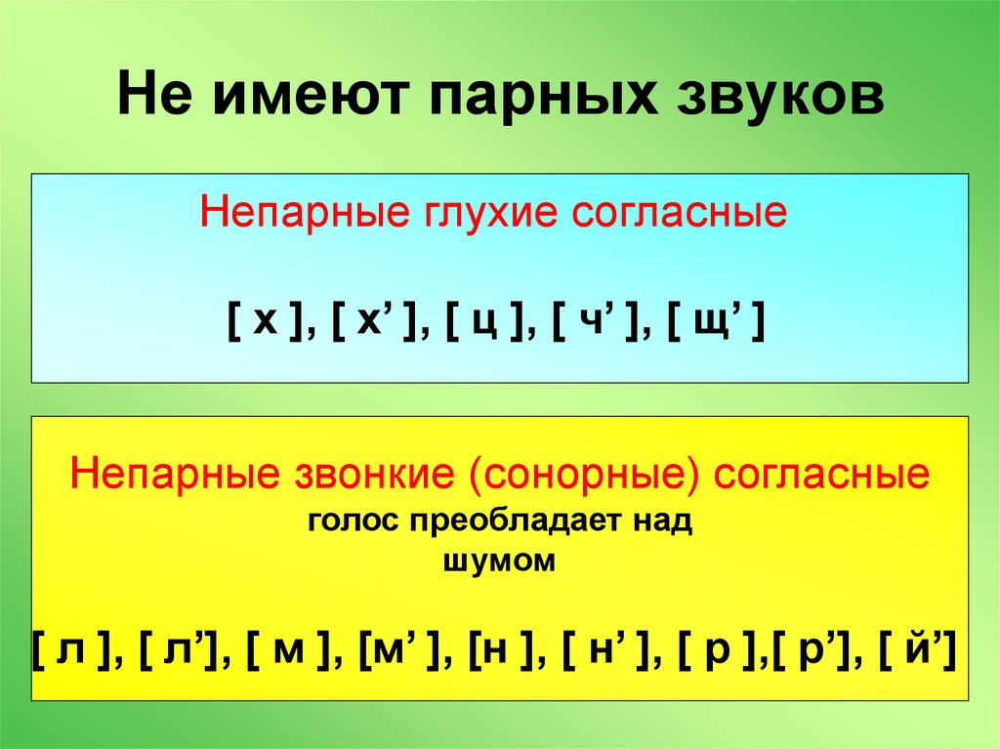 Не имеют парных звуков
Непарные глухие согласные
[ х ], [ х’ ], [ ц ], [ ч’ ], [ щ’ ]
Непарные звонкие (сонорные) согласные
голос преобладает над
шумом
[ л ], [ л’], [ м ], [м’ ], [н ], [ н’ ], [ р ],[ р’], [ й’]